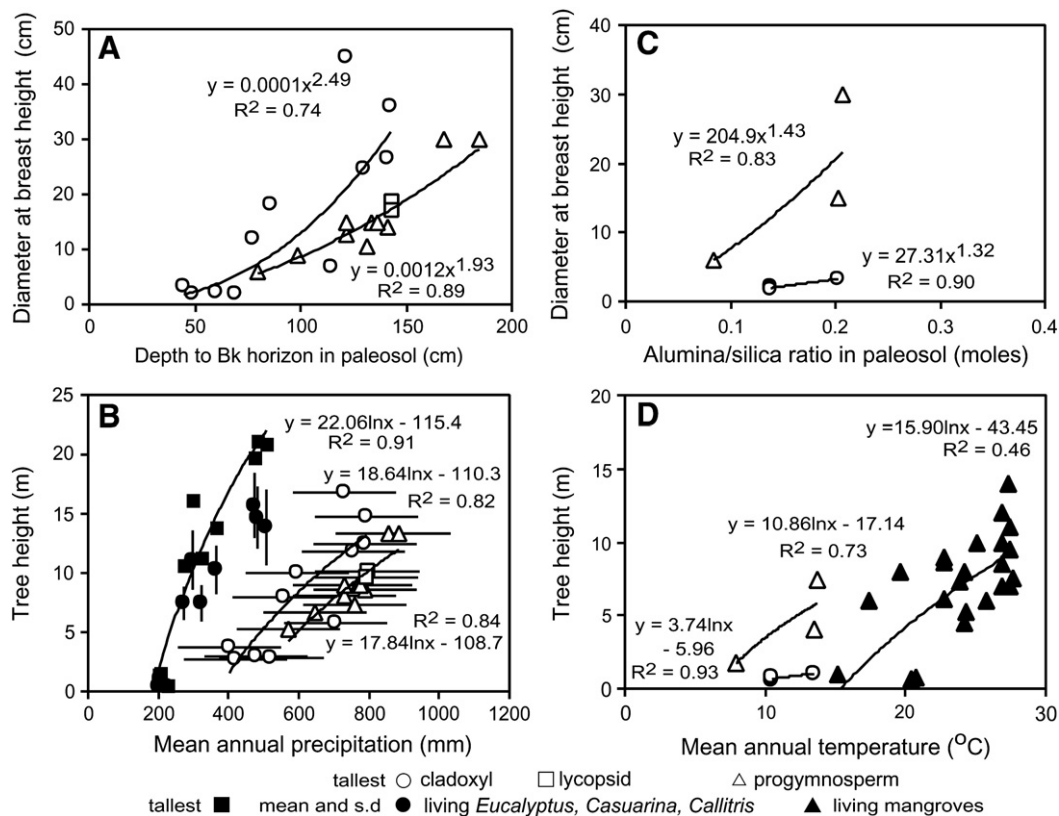 A
Diameter at breast height (cm)
50
40
30
20
10
0
y = 0.0001x^2.49
R² = 0.74
y = 0.0012x^1.93
R² = 0.89
0 50 100 150 200
Depth to Bk horizon in paleosol (cm)
C
Diameter at breast height (cm)
40
30
20
10
0
y = 204.9x^1.43
R² = 0.83
y = 27.31x^1.32
R² = 0.90
0 0.1 0.2 0.3 0.4
Alumina/silica ratio in paleosol (moles)
B
Tree height (m)
25
20
15
10
5
0
y = 22.06lnx - 115.4
R² = 0.91
y = 18.64lnx - 110.3
R² = 0.82
R² = 0.84
y = 17.84lnx - 108.7
0 200 400 600 800 1000 1200
Mean annual precipitation (mm)
D
Tree height (m)
20
15
10
5
0
y =15.90lnx - 43.45
R² = 0.46
y = 10.86lnx - 17.14
R² = 0.73
y = 3.74lnx
- 5.96
R² = 0.93
0 10 20 30
Mean annual temperature (°C)
tallest cladoxyl lycopsid progymnosperm
tallest mean and s.d living Eucalyptus, Casuarina, Callitris living mangroves